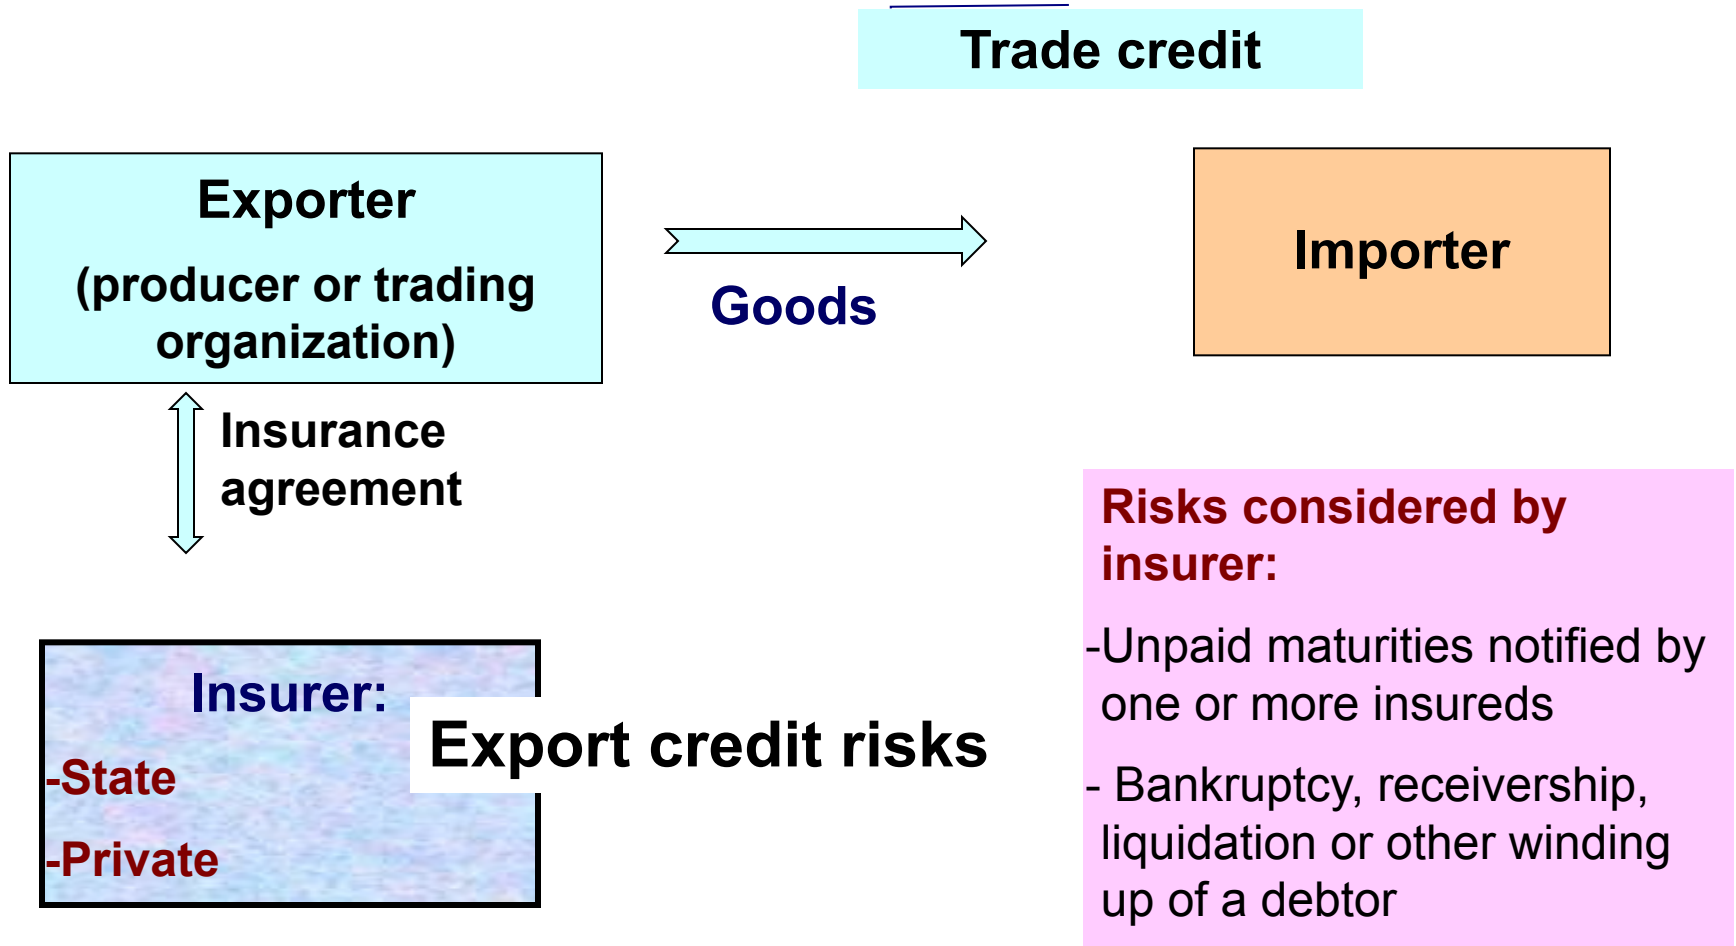 Trade credit
Exporter
(producer or trading
organization)
Goods
Importer
Insurance
agreement
Risks considered by
insurer:
-Unpaid maturities notified by
one or more insureds
- Bankruptcy, receivership,
liquidation or other winding
up of a debtor
Insurer:
-State
-Private
Export credit risks